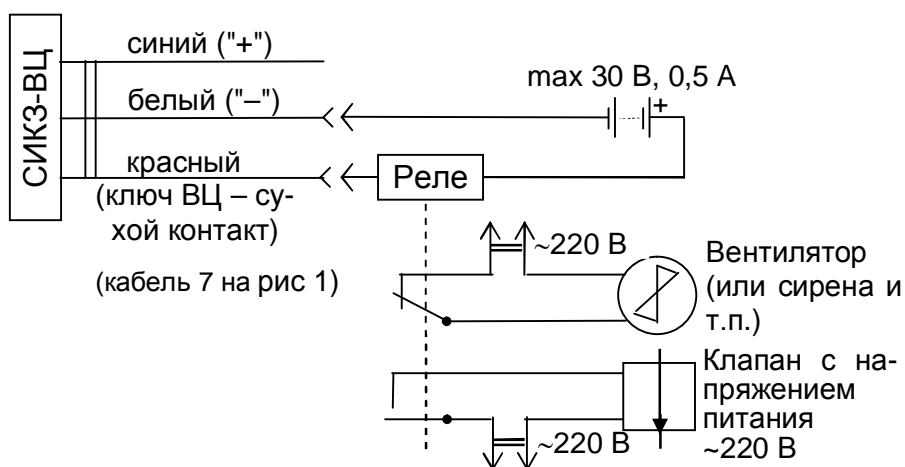 СИКЗ-ВЦ
синий ("+")
белый ("–")
max 30 В, 0,5 А
+
красный
(ключ ВЦ – су-
хой контакт)
(кабель 7 на рис 1)
Реле
~220 В
Вентилятор
(или сирена и
т.п.)
Клапан с на-
пряжением
питания
~220 В
~220 В